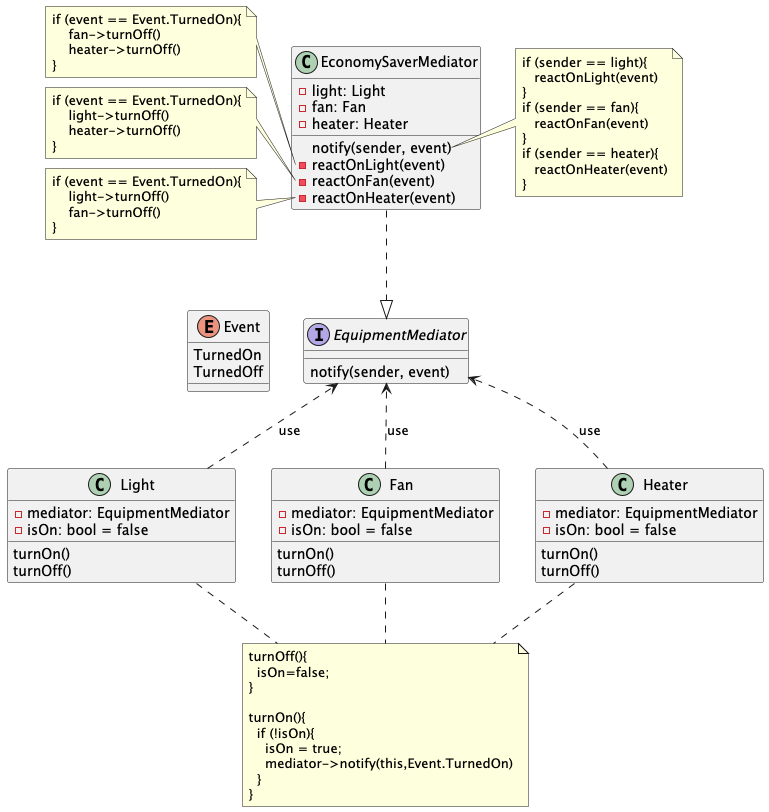 if (event == Event.TurnedOn){
fan->turnOff()
heater->turnOff()
}
if (event == Event.TurnedOn){
light->turnOff()
heater->turnOff()
}
if (event == Event.TurnedOn){
light->turnOff()
fan->turnOff()
}
C EconomySaverMediator
light: Light
fan: Fan
heater: Heater
notify(sender, event)
reactOnLight(event)
reactOnFan(event)
reactOnHeater(event)
if (sender == light){
reactOnLight(event)
}
if (sender == fan){
reactOnFan(event)
}
if (sender == heater){
reactOnHeater(event)
}
E Event
TurnedOn
TurnedOff
I EquipmentMediator
notify(sender, event)
use
use
use
C Light
mediator: EquipmentMediator
isOn: bool = false
turnOn()
turnOff()
C Fan
mediator: EquipmentMediator
isOn: bool = false
turnOn()
turnOff()
C Heater
mediator: EquipmentMediator
isOn: bool = false
turnOn()
turnOff()
turnOff(){
isOn=false;
}
turnOn(){
if (!isOn){
isOn = true;
mediator->notify(this,Event.TurnedOn)
}
}